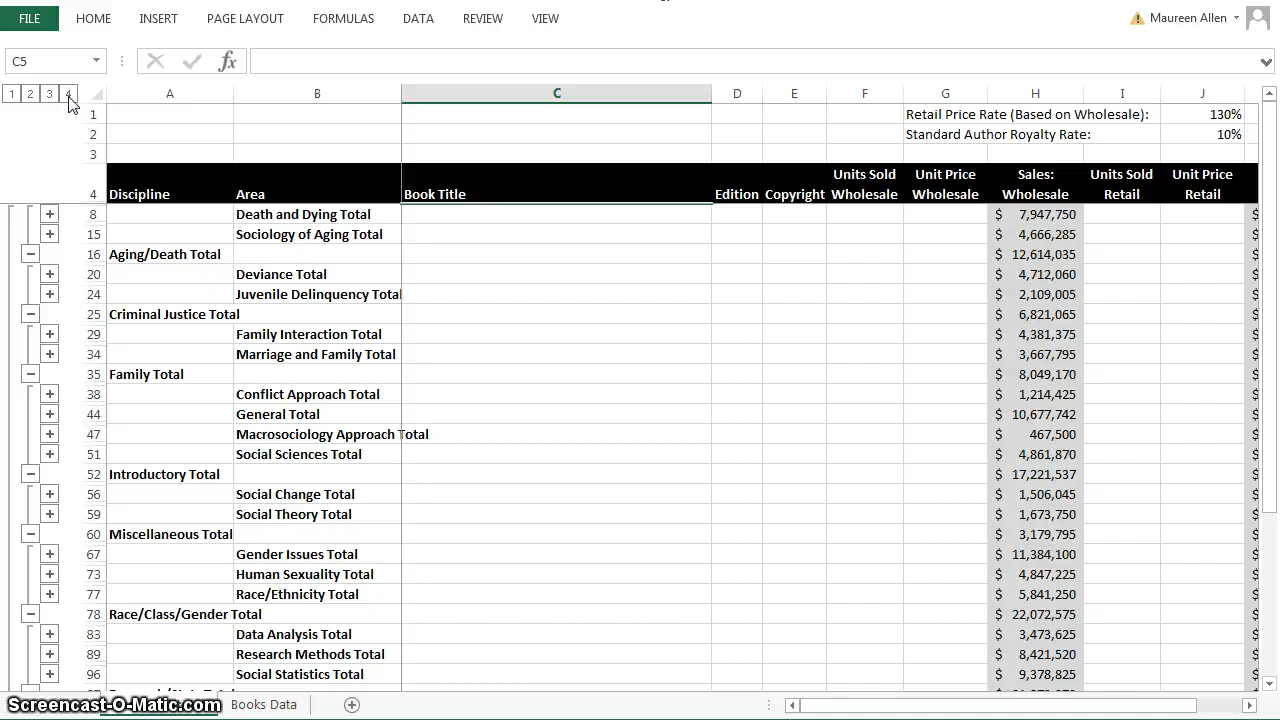 FILE HOME INSERT PAGE LAYOUT FORMULAS DATA REVIEW VIEW Maureen Allen
C5 fx
1 2 3 4 A B C D E F G H I J
1 Retail Price Rate (Based on Wholesale): 130%
2 Standard Author Royalty Rate: 10%
3
Units Sold Unit Price Sales: Units Sold Unit Price
4 Discipline Area Book Title Edition Copyright Wholesale Wholesale Wholesale Retail Retail
8 Death and Dying Total $ 7,947,750 $
15 Sociology of Aging Total $ 4,666,285 $
16 Aging/Death Total $ 12,614,035 $
20 Deviance Total $ 4,712,060 $
24 Juvenile Delinquency Total $ 2,109,005 $
25 Criminal Justice Total $ 6,821,065 $
29 Family Interaction Total $ 4,381,375 $
34 Marriage and Family Total $ 3,667,795 $
35 Family Total $ 8,049,170 $
38 Conflict Approach Total $ 1,214,425 $
44 General Total $ 10,677,742 $
47 Macrosociology Approach Total $ 467,500 $
51 Social Sciences Total $ 4,861,870 $
52 Introductory Total $ 17,221,537 $
56 Social Change Total $ 1,506,045 $
59 Social Theory Total $ 1,673,750 $
60 Miscellaneous Total $ 3,179,795 $
67 Gender Issues Total $ 11,384,100 $
73 Human Sexuality Total $ 4,847,225 $
77 Race/Ethnicity Total $ 5,841,250 $
78 Race/Class/Gender Total $ 22,072,575 $
83 Data Analysis Total $ 3,473,625 $
89 Research Methods Total $ 8,421,520 $
96 Social Statistics Total $ 9,378,825 $
Screencast-O-Matic.com Books Data